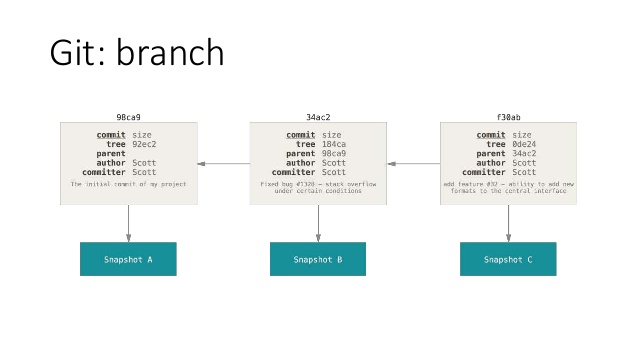 Git: branch
98ca9
commit size
tree 92ec2
parent
author Scott
committer Scott
The initial commit of my project
34ac2
commit size
tree 184ca
parent 98ca9
author Scott
committer Scott
Fixed bug #1328 – stack overflow
under certain conditions
f30ab
commit size
tree 0de24
parent 34ac2
author Scott
committer Scott
add feature #32 – ability to add new
formats to the central interface
Snapshot A
Snapshot B
Snapshot C